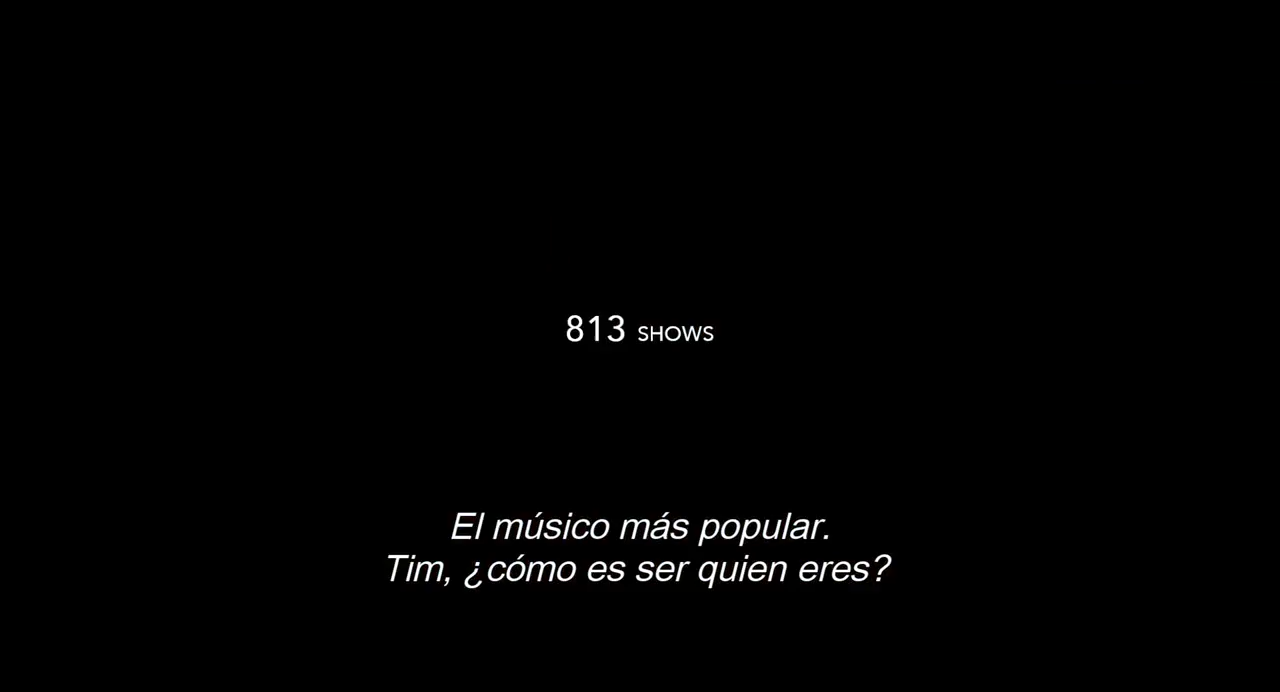 813 SHOWS
El músico más popular.
Tim, ¿cómo es ser quien eres?